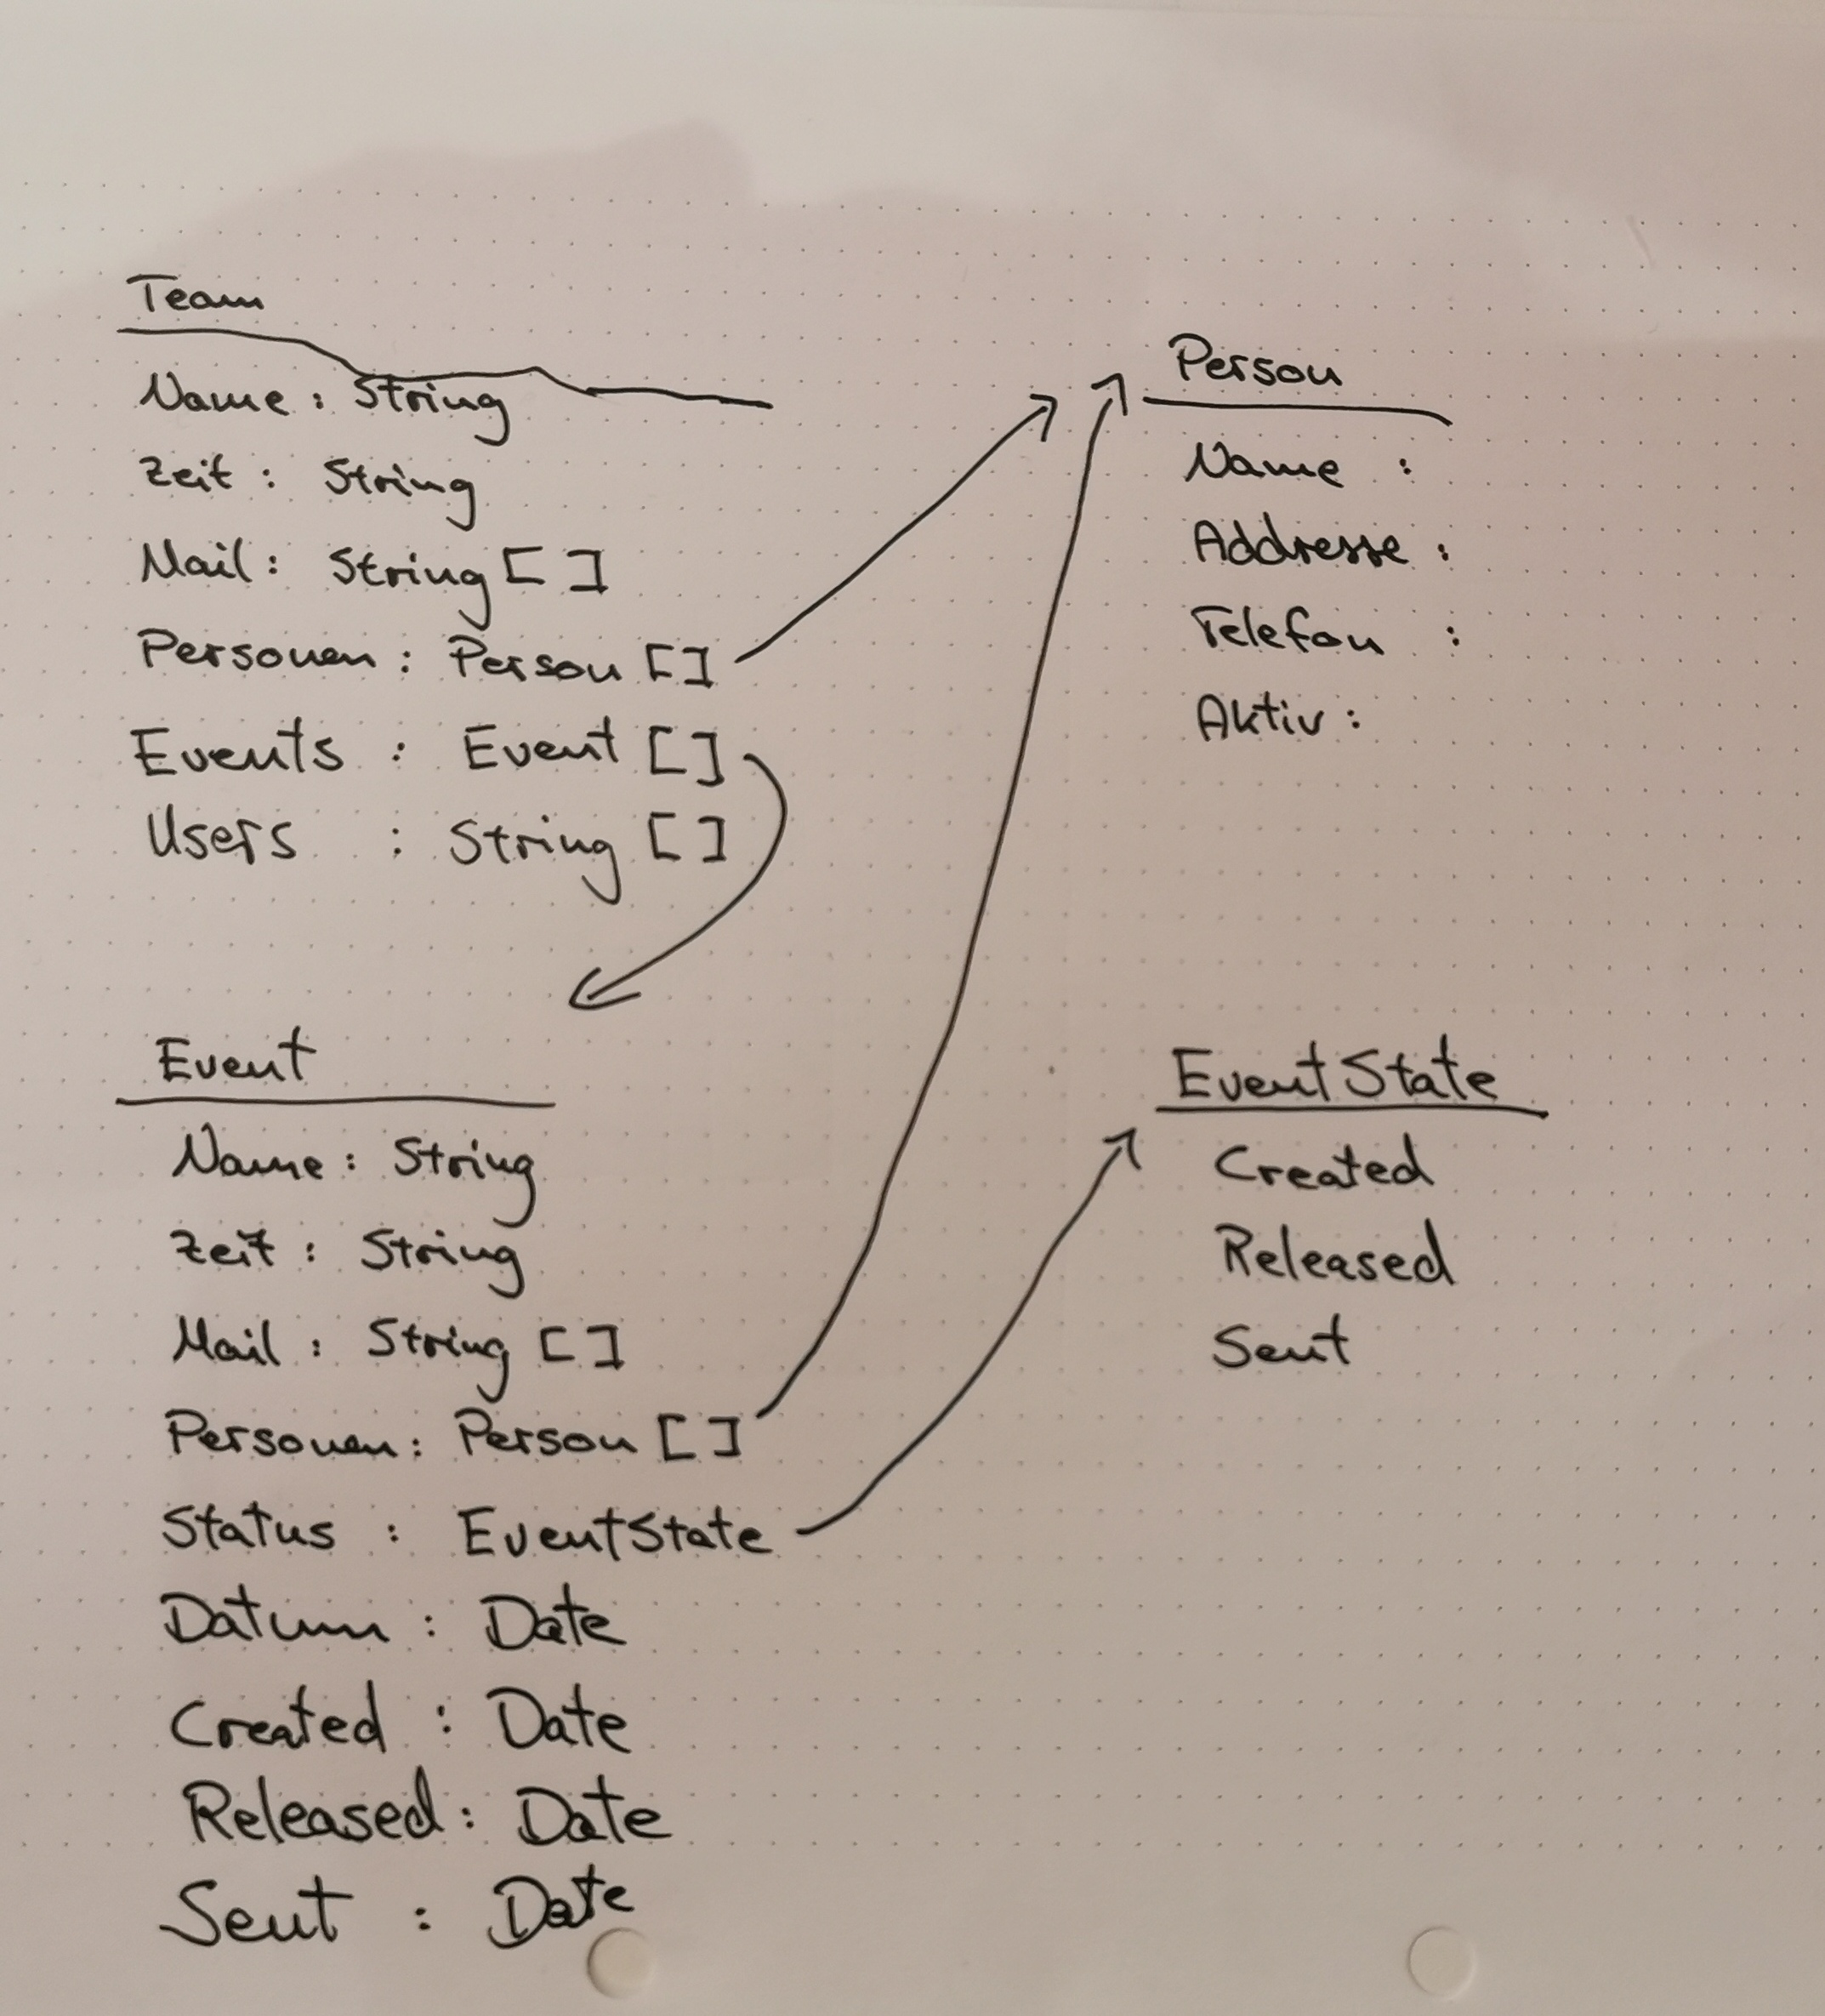 Team
Name : String
Zeit : String
Mail : String [ ]
Personen : Person [ ]
Events : Event [ ]
Users : String [ ]
Person
Name :
Addresse :
Telefon :
Aktiv :
Event
Name : String
Zeit : String
Mail : String [ ]
Personen : Person [ ]
Status : EventState
Datum : Date
Created : Date
Released : Date
Sent : Date
EventState
Created
Released
Sent